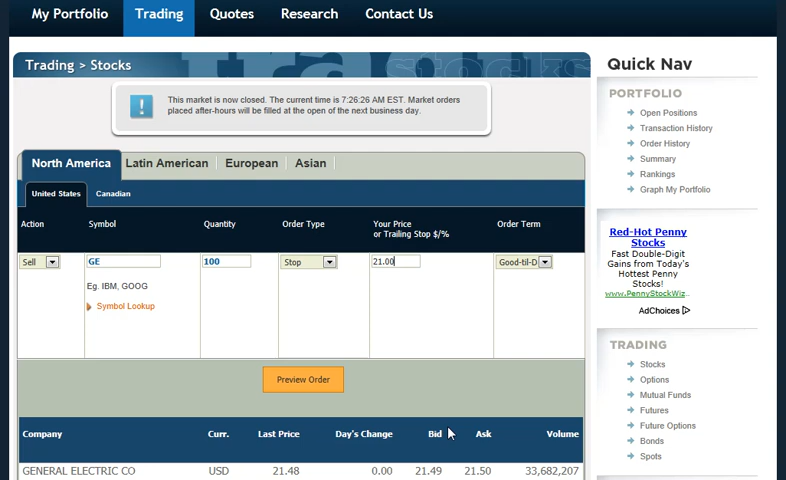 My Portfolio Trading Quotes Research Contact Us
Trading > Stocks
stocks
This market is now closed. The current time is 7:26:26 AM EST. Market orders
placed after-hours will be filled at the open of the next business day.
North America Latin American European Asian
United States Canadian
Action Symbol Quantity Order Type Your Price Order Term
or Trailing Stop $/%
Sell GE 100 Stop 21.00 Good-til-D
Eg. IBM, GOOG
Symbol Lookup
Preview Order
Company Curr. Last Price Day's Change Bid Ask Volume
GENERAL ELECTRIC CO USD 21.48 0.00 21.49 21.50 33,682,207
Quick Nav
PORTFOLIO
Open Positions
Transaction History
Order History
Summary
Rankings
Graph My Portfolio
Red-Hot Penny
Stocks
Fast Double-Digit
Gains from Today's
Hottest Penny
Stocks!
www.PennyStockWiz..
AdChoices
TRADING
Stocks
Options
Mutual Funds
Futures
Future Options
Bonds
Spots